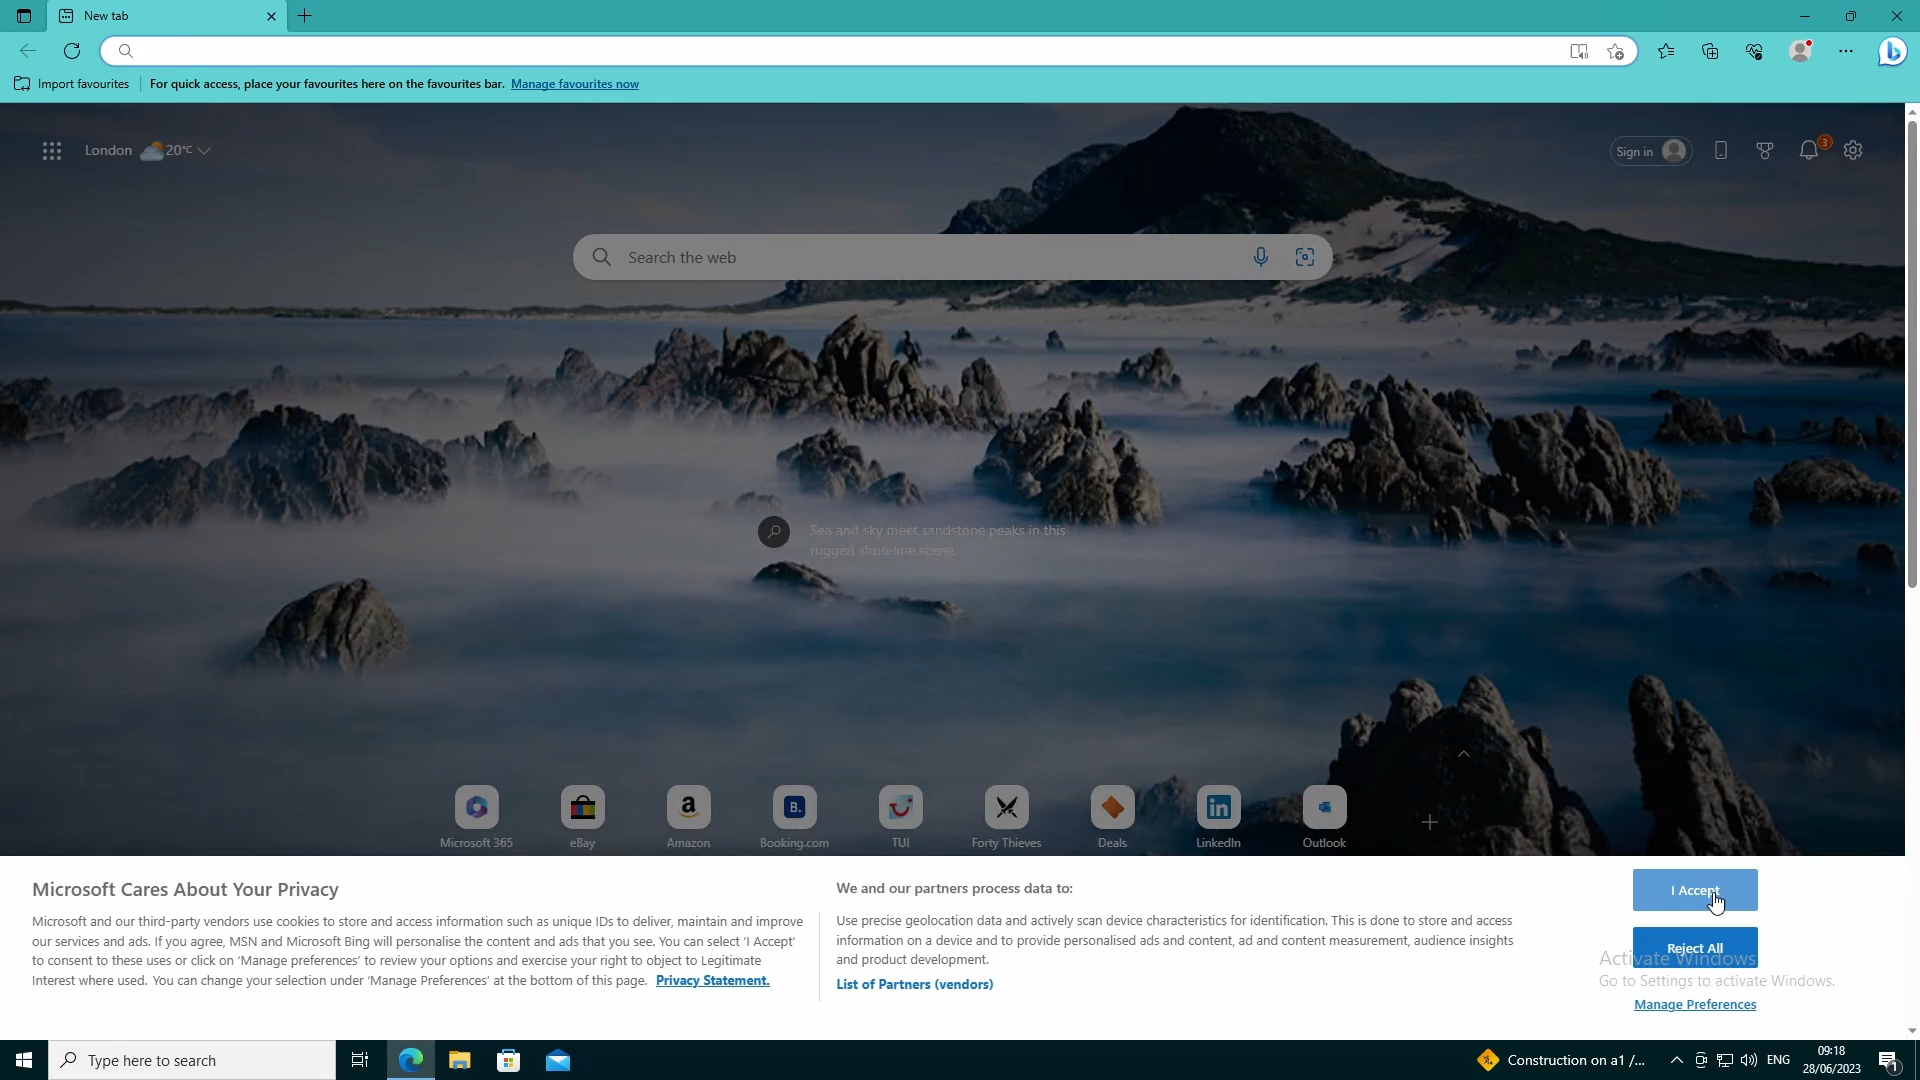 New tab
Import favourites
For quick access, place your favourites here on the favourites bar. Manage favourites now
London 20°C
Sign in
3
Search the web
Sea and sky meet sandstone peaks in this
rugged shoreline scene.
Microsoft 365
eBay
Amazon
Booking.com
TUI
Forty Thieves
Deals
LinkedIn
Outlook
Microsoft Cares About Your Privacy
Microsoft and our third-party vendors use cookies to store and access information such as unique IDs to deliver, maintain and improve
our services and ads. If you agree, MSN and Microsoft Bing will personalise the content and ads that you see. You can select 'I Accept'
to consent to these uses or click on 'Manage preferences' to review your options and exercise your right to object to Legitimate
Interest where used. You can change your selection under 'Manage Preferences' at the bottom of this page. Privacy Statement.
We and our partners process data to:
Use precise geolocation data and actively scan device characteristics for identification. This is done to store and access
information on a device and to provide personalised ads and content, ad and content measurement, audience insights
and product development.
List of Partners (vendors)
I Accept
Reject All
Activate Windows
Go to Settings to activate Windows.
Manage Preferences
Type here to search
Construction on a1 /...
ENG
09:18
28/06/2023
1